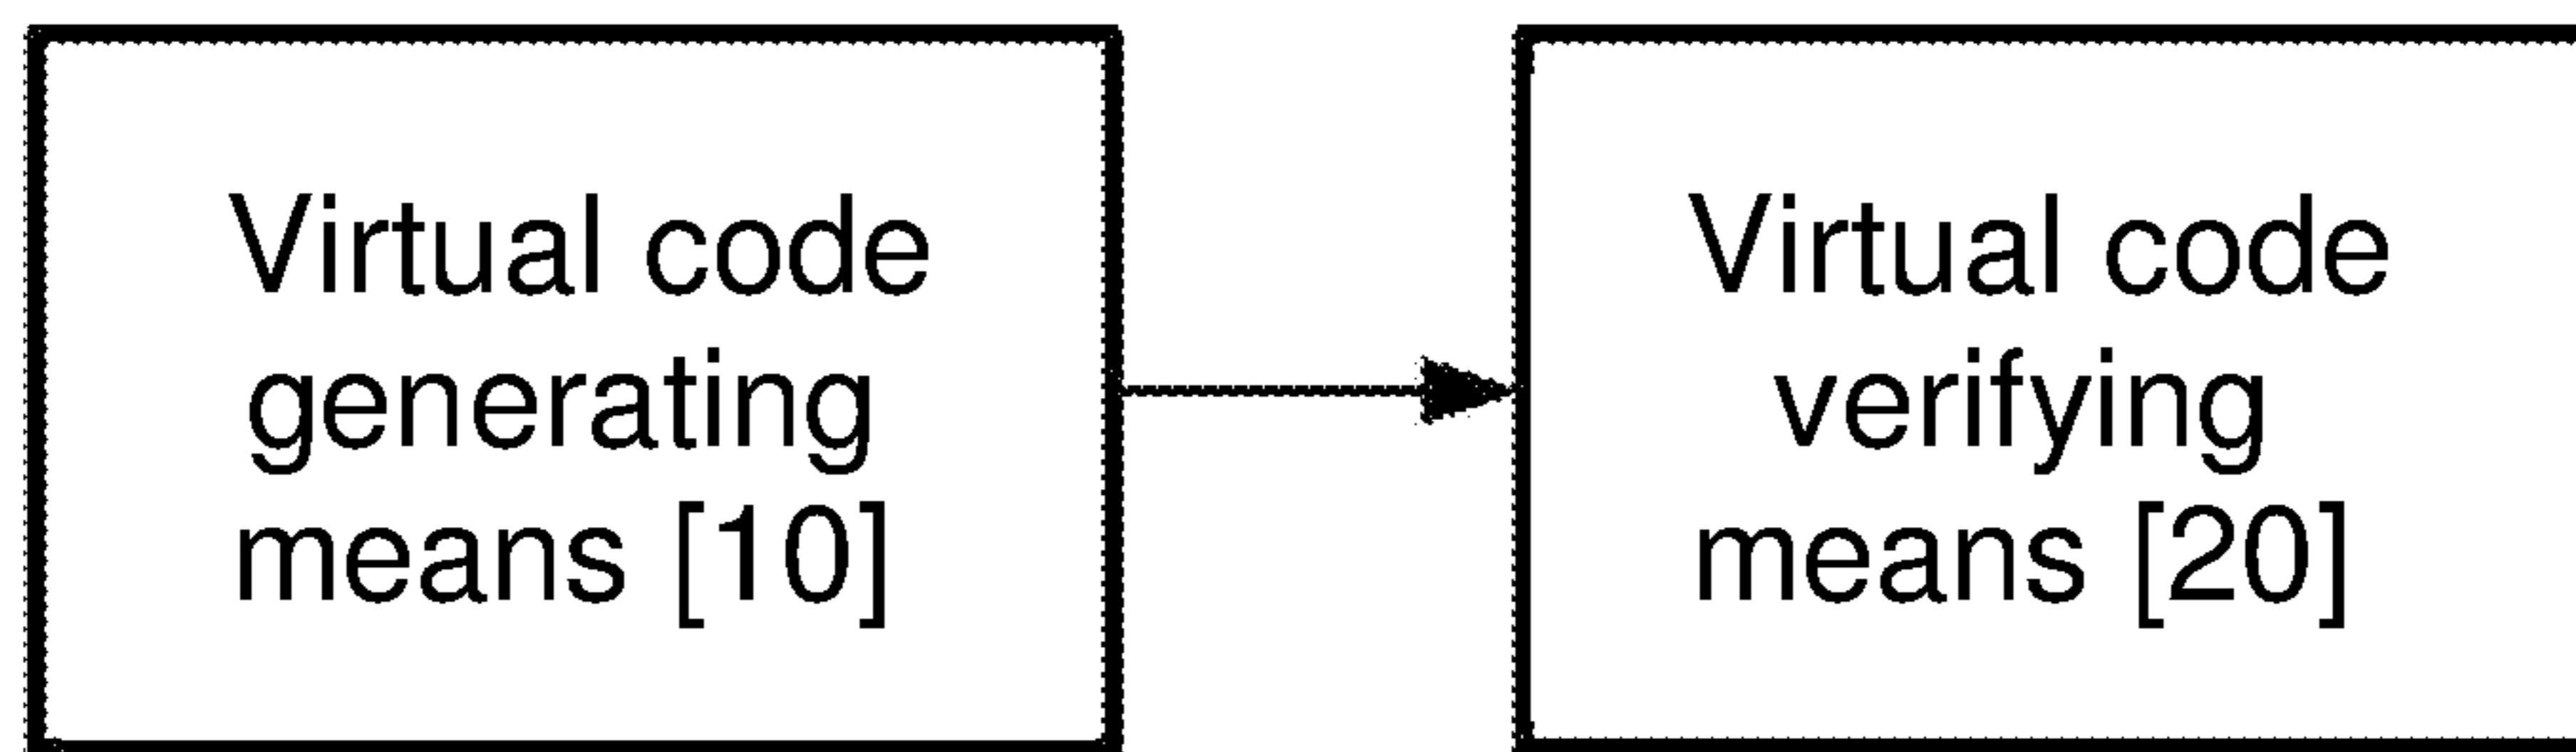 Virtual code
generating
means [10]
Virtual code
verifying
means [20]